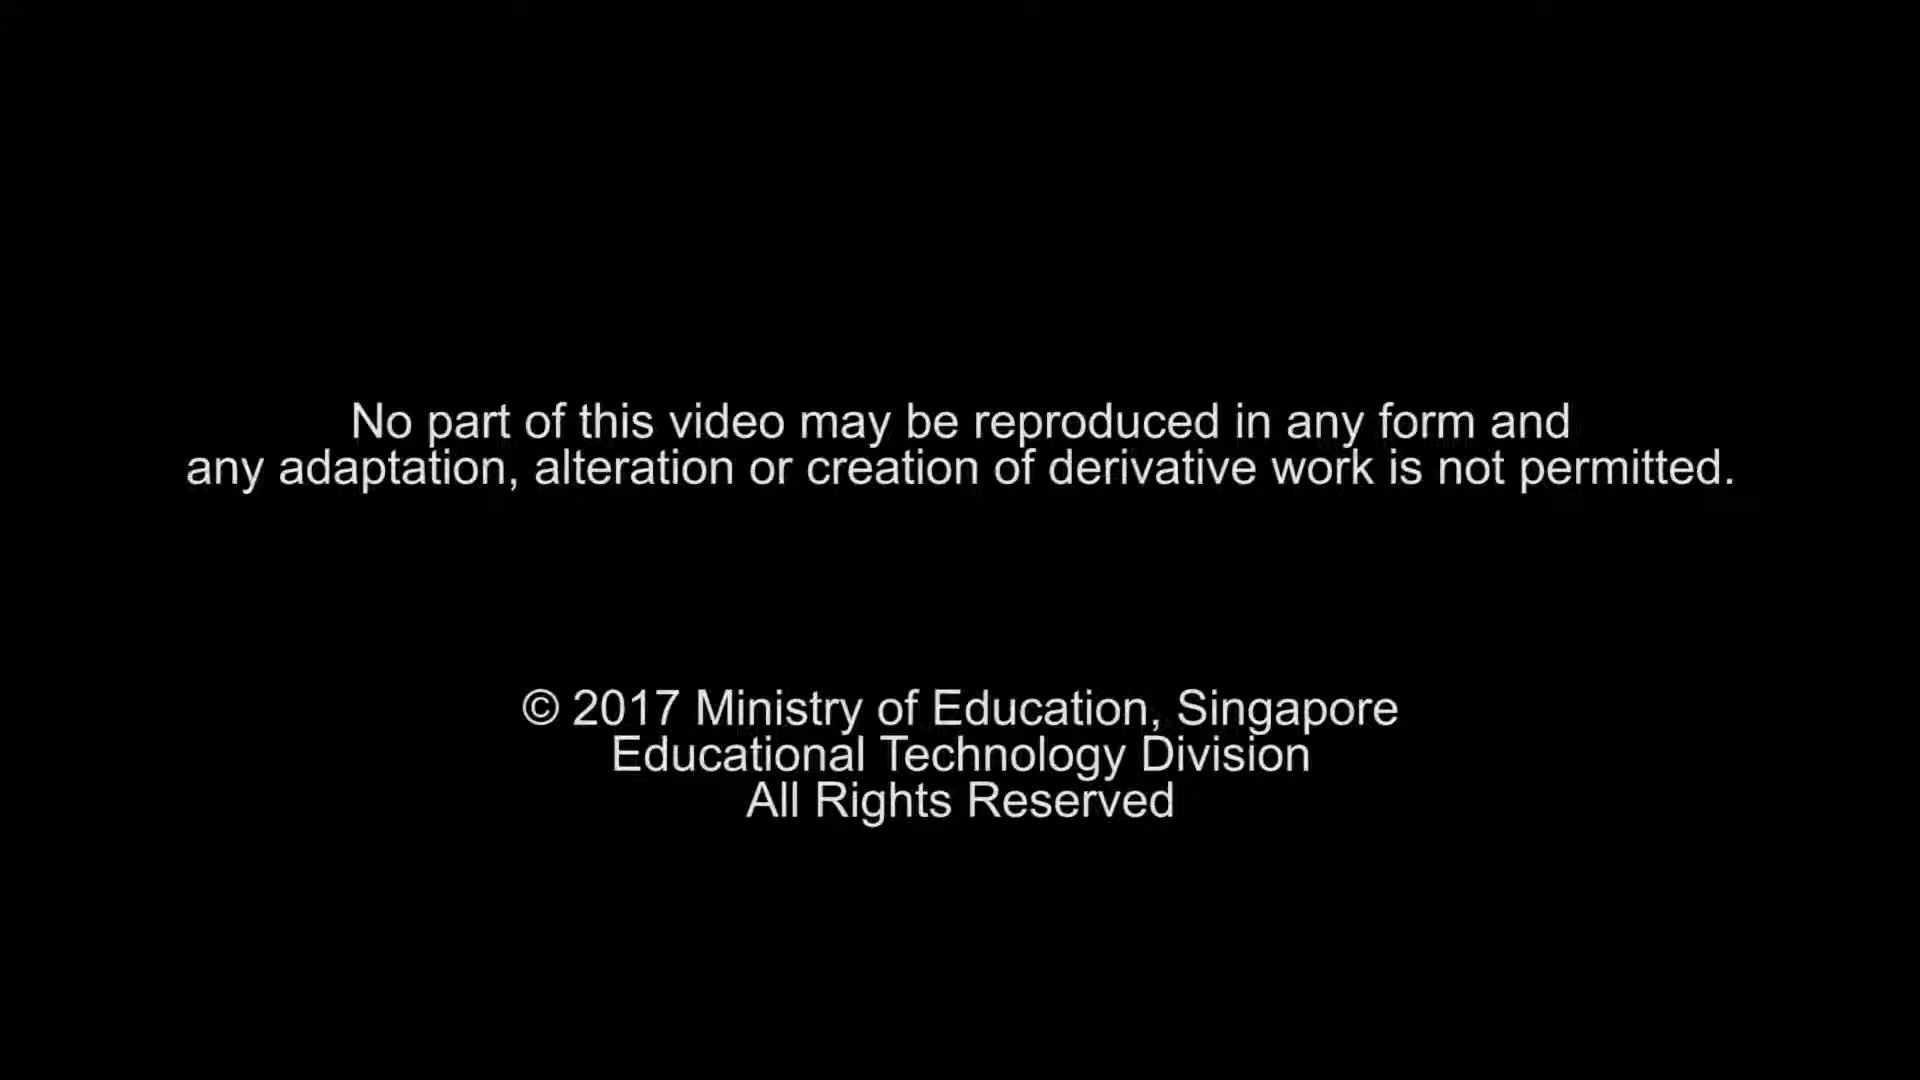 No part of this video may be reproduced in any form and
any adaptation, alteration or creation of derivative work is not permitted.
© 2017 Ministry of Education, Singapore
Educational Technology Division
All Rights Reserved